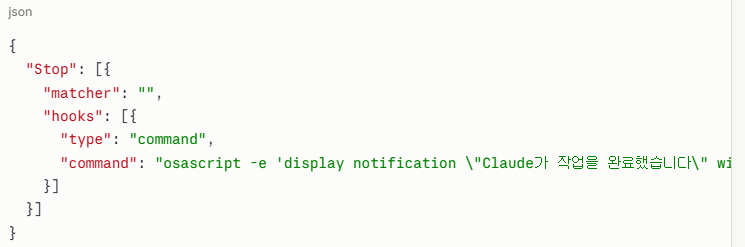 json
{
  "Stop": [{
    "matcher": "",
    "hooks": [{
      "type": "command",
      "command": "osascript -e 'display notification \"Claude가 작업을 완료했습니다\" wi
    }]
  }]
}